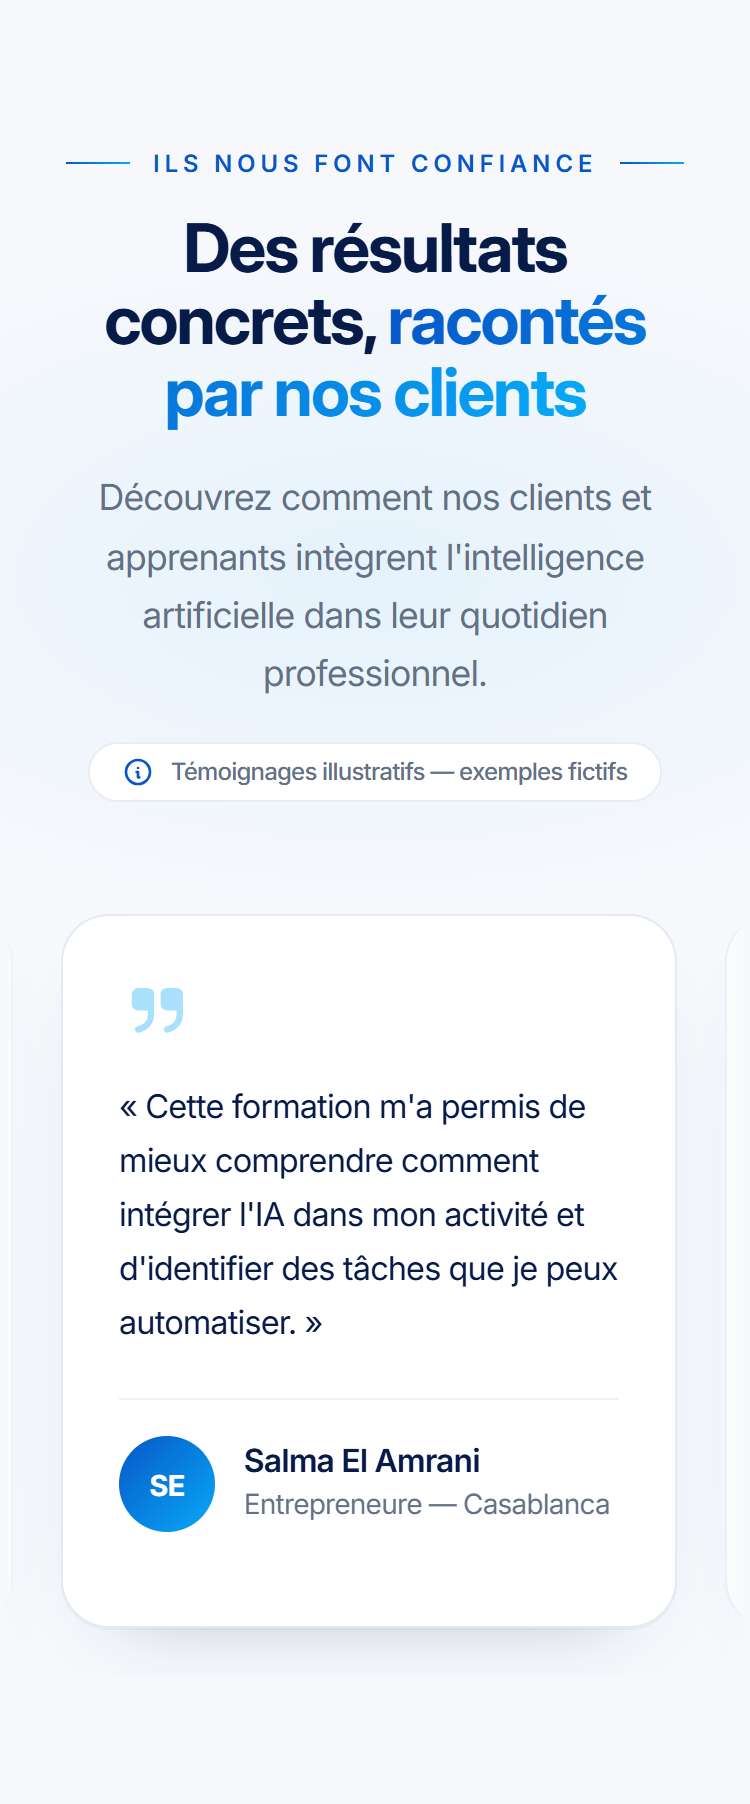 ILS NOUS FONT CONFIANCE
Des résultats
concrets, racontés
par nos clients
Découvrez comment nos clients et
apprenants intègrent l'intelligence
artificielle dans leur quotidien
professionnel.
Témoignages illustratifs — exemples fictifs
« Cette formation m'a permis de
mieux comprendre comment
intégrer l'IA dans mon activité et
d'identifier des tâches que je peux
automatiser. »
SE
Salma El Amrani
Entrepreneure — Casablanca